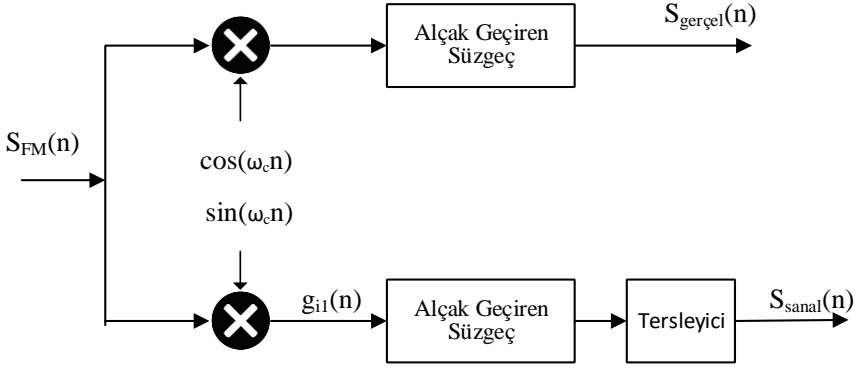 S_gerçel(n)
Alçak Geçiren
Süzgeç
S_FM(n)
cos(ω_c n)
sin(ω_c n)
g_i1(n)
Alçak Geçiren
Süzgeç
Tersleyici
S_sanal(n)